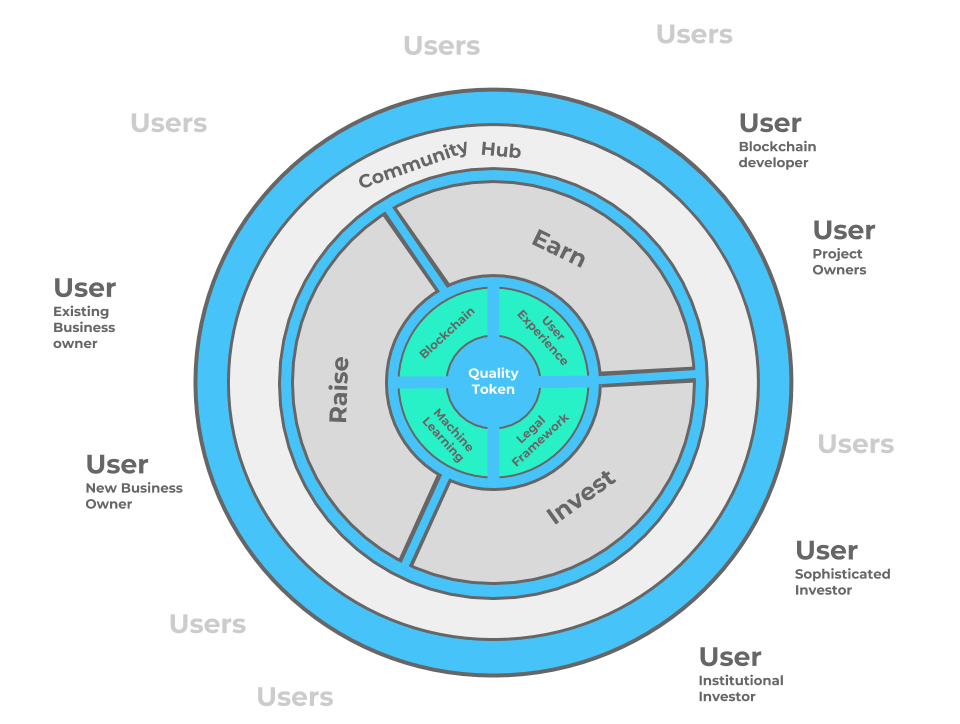 Users
Users
Users
User
Blockchain
developer
Community Hub
User
Project
Owners
Earn
User
Existing
Business
owner
Blockchain
User
Experience
Raise
Quality
Token
Machine
Learning
Legal
Framework
Users
User
New Business
Owner
Invest
User
Sophisticated
Investor
Users
User
Institutional
Investor
Users